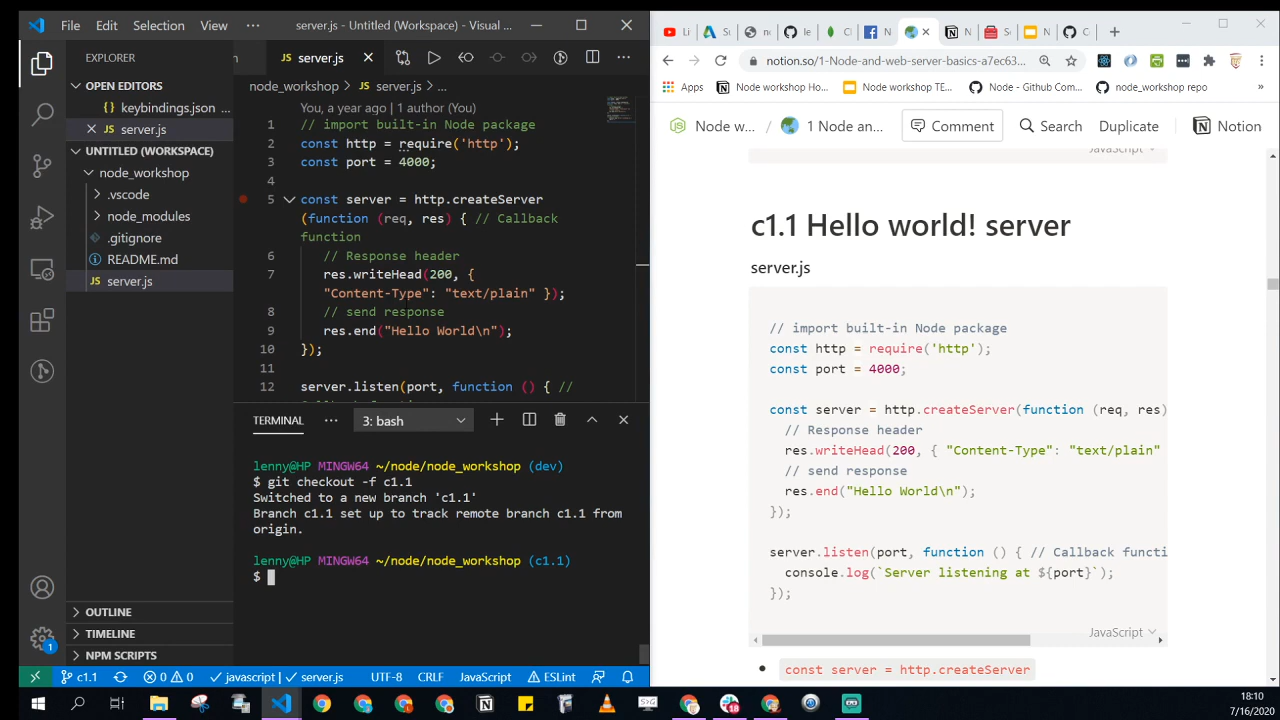 File Edit Selection View server.js - Untitled (Workspace) - Visual ...
EXPLORER ...
OPEN EDITORS
keybindings.json ...
server.js
UNTITLED (WORKSPACE)
node_workshop
.vscode
node_modules
.gitignore
README.md
server.js
OUTLINE
TIMELINE
NPM SCRIPTS
server.js
node_workshop > server.js > ...
You, a year ago | 1 author (You)
1 // import built-in Node package
2 const http = require('http');
3 const port = 4000;
4
5 const server = http.createServer
(function (req, res) { // Callback
function
6 // Response header
7 res.writeHead(200, {
"Content-Type": "text/plain" });
8 // send response
9 res.end("Hello World\n");
10 });
11
12 server.listen(port, function () { //
TERMINAL ... 3: bash
lenny@HP MINGW64 ~/node/node_workshop (dev)
$ git checkout -f c1.1
Switched to a new branch 'c1.1'
Branch c1.1 set up to track remote branch c1.1 from
origin.
lenny@HP MINGW64 ~/node/node_workshop (c1.1)
$
1
c1.1 0 0 javascript | server.js UTF-8 CRLF JavaScript ESLint
Li Su no le Cl N N Se N C
notion.so/1-Node-and-web-server-basics-a7ec63...
Apps Node workshop Ho... Node workshop TE... Node - Github Com... node_workshop repo »
Node w... / 1 Node an... Comment Search Duplicate Notion
JavaScript
c1.1 Hello world! server
server.js
// import built-in Node package
const http = require('http');
const port = 4000;
const server = http.createServer(function (req, res)
// Response header
res.writeHead(200, { "Content-Type": "text/plain"
// send response
res.end("Hello World\n");
});
server.listen(port, function () { // Callback functi
console.log(`Server listening at ${port}`);
});
JavaScript
const server = http.createServer
18
18:10
7/16/2020